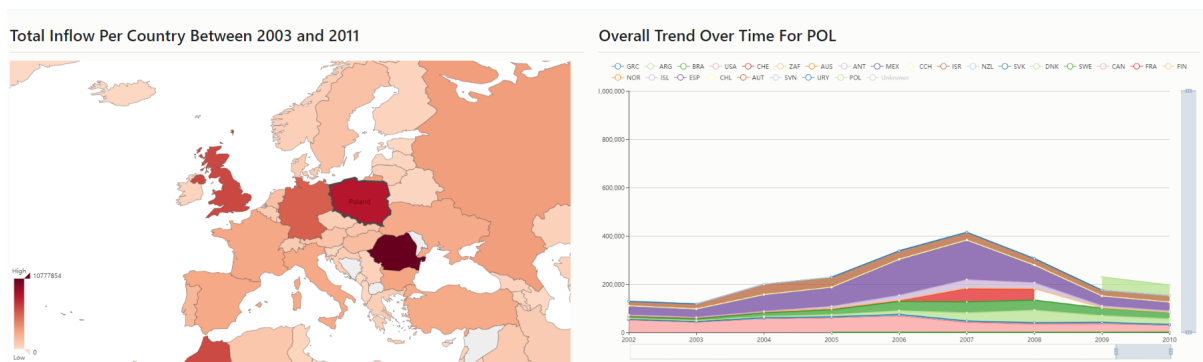 Total Inflow Per Country Between 2003 and 2011
Poland
High
10777854
0
Low
Overall Trend Over Time For POL
GRC ARG BRA USA CHE ZAF AUS ANT MEX CCH ISR NZL SVK DNK SWE CAN FRA FIN
NOR ISL ESP CHL AUT SVN URY POL Unknown
1,000,000
800,000
600,000
400,000
200,000
0
2002 2003 2004 2005 2006 2007 2008 2009 2010